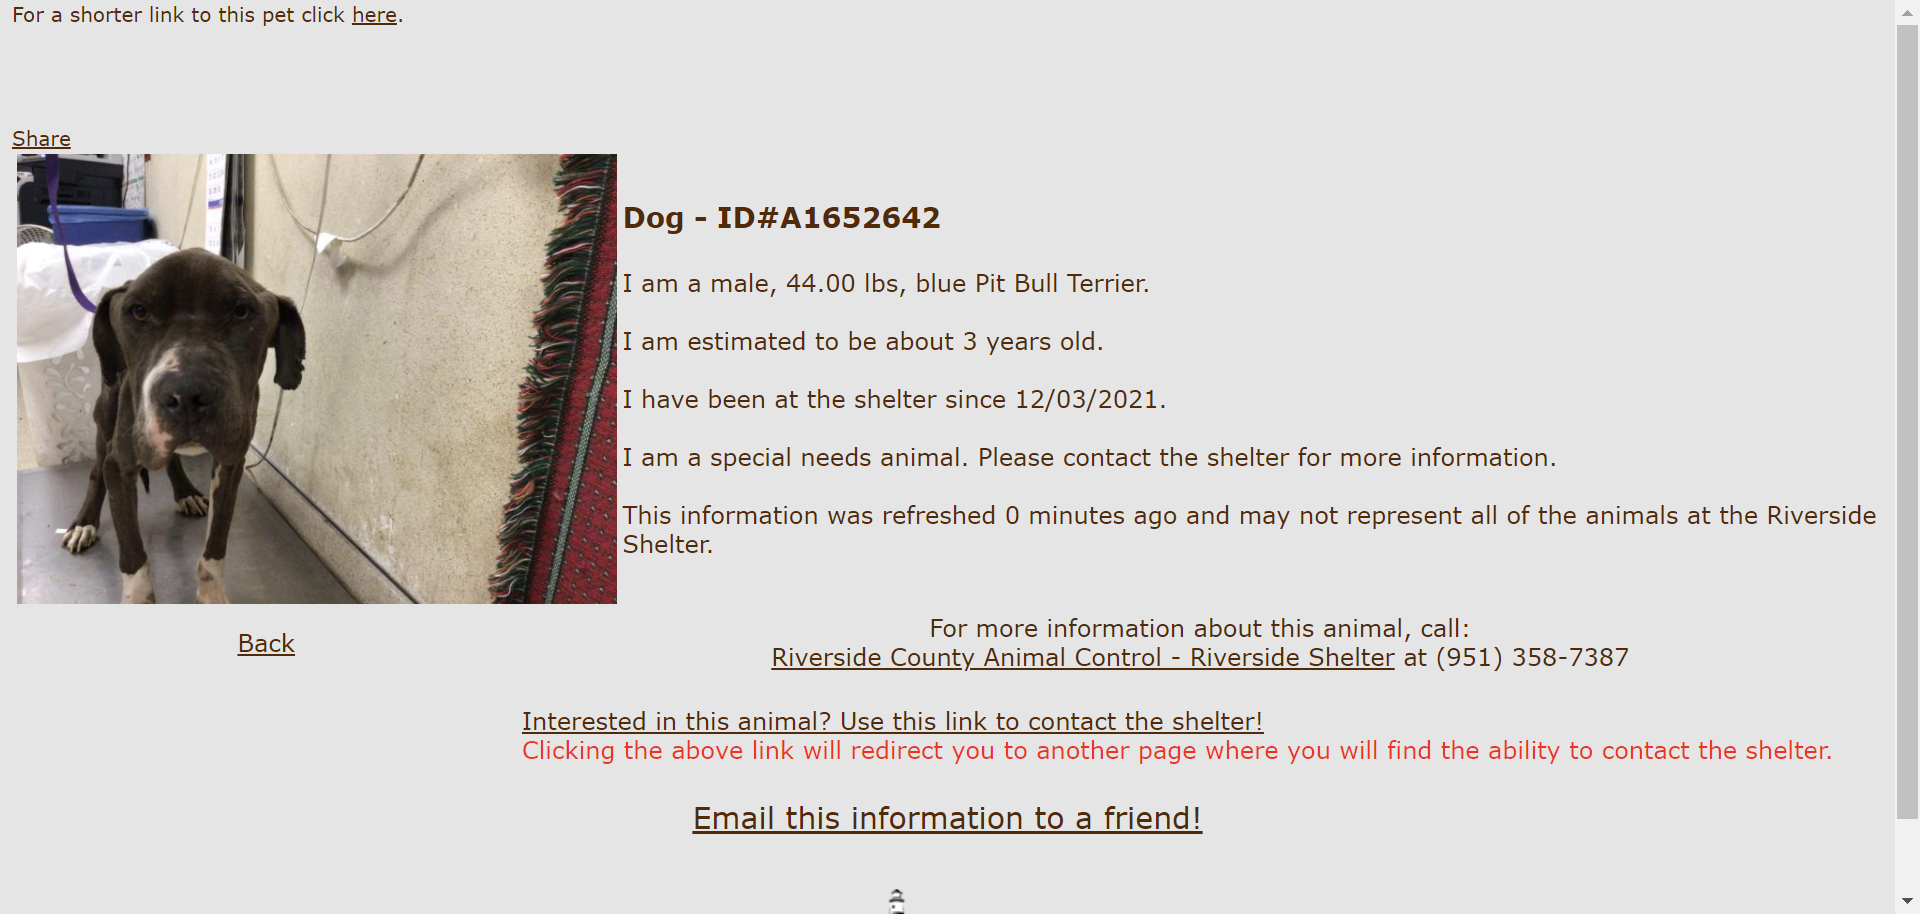 For a shorter link to this pet click here.
Share
Dog - ID#A1652642
I am a male, 44.00 lbs, blue Pit Bull Terrier.
I am estimated to be about 3 years old.
I have been at the shelter since 12/03/2021.
I am a special needs animal. Please contact the shelter for more information.
This information was refreshed 0 minutes ago and may not represent all of the animals at the Riverside
Shelter.
Back
For more information about this animal, call:
Riverside County Animal Control - Riverside Shelter at (951) 358-7387
Interested in this animal? Use this link to contact the shelter!
Clicking the above link will redirect you to another page where you will find the ability to contact the shelter.
Email this information to a friend!